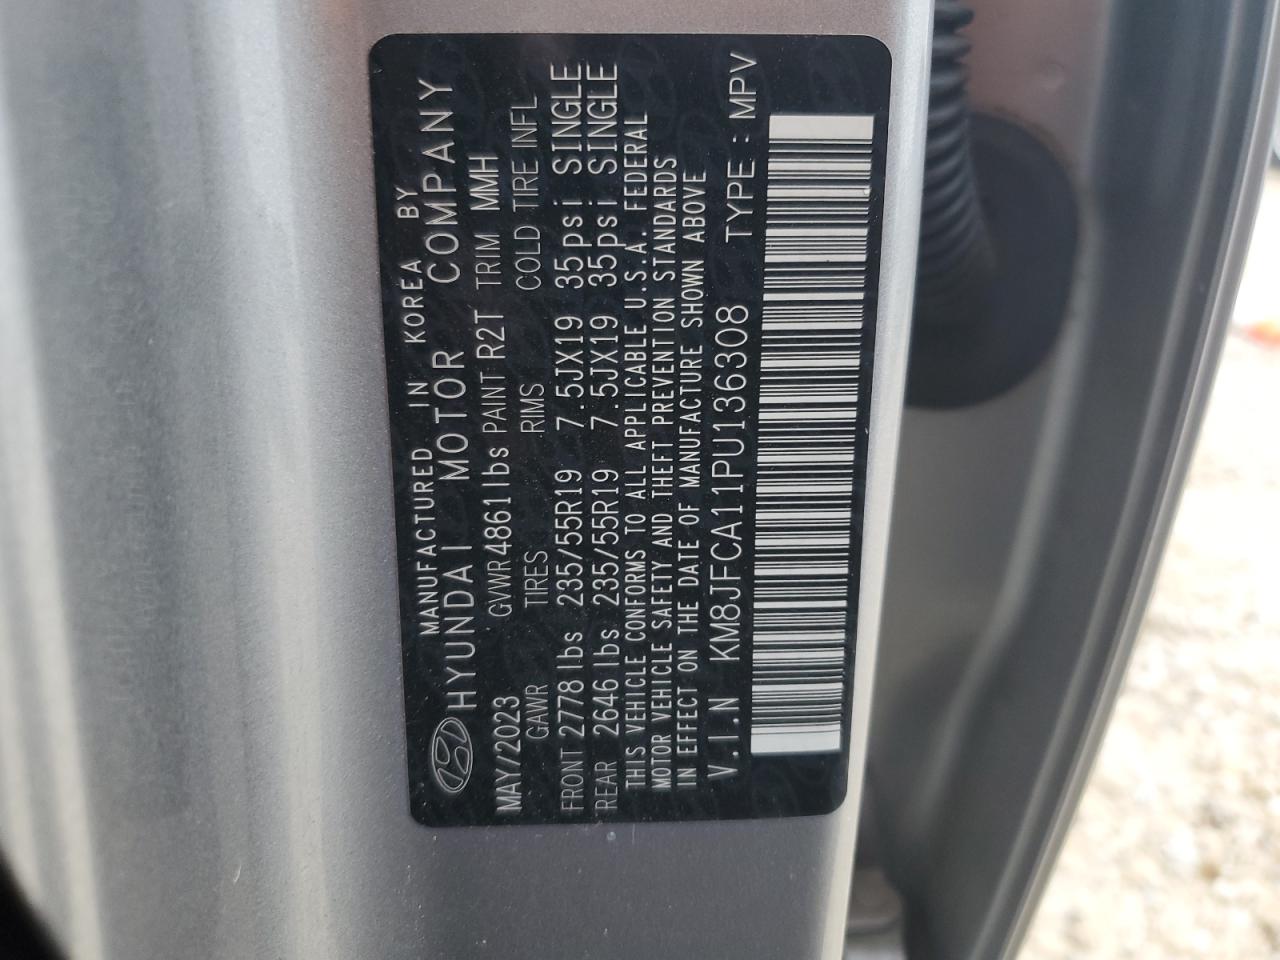 MANUFACTURED IN KOREA BY
HYUNDAI MOTOR COMPANY
MAY/2023 GVWR 4861 lbs PAINT R2T TRIM MMH
GAWR TIRES RIMS COLD TIRE INFL
FRONT 2778 lbs 235/55R19 7.5JX19 35psi SINGLE
REAR 2646 lbs 235/55R19 7.5JX19 35psi SINGLE
THIS VEHICLE CONFORMS TO ALL APPLICABLE U.S.A. FEDERAL
MOTOR VEHICLE SAFETY AND THEFT PREVENTION STANDARDS
IN EFFECT ON THE DATE OF MANUFACTURE SHOWN ABOVE
V.I.N KM8JFCA11PU136308 TYPE : MPV